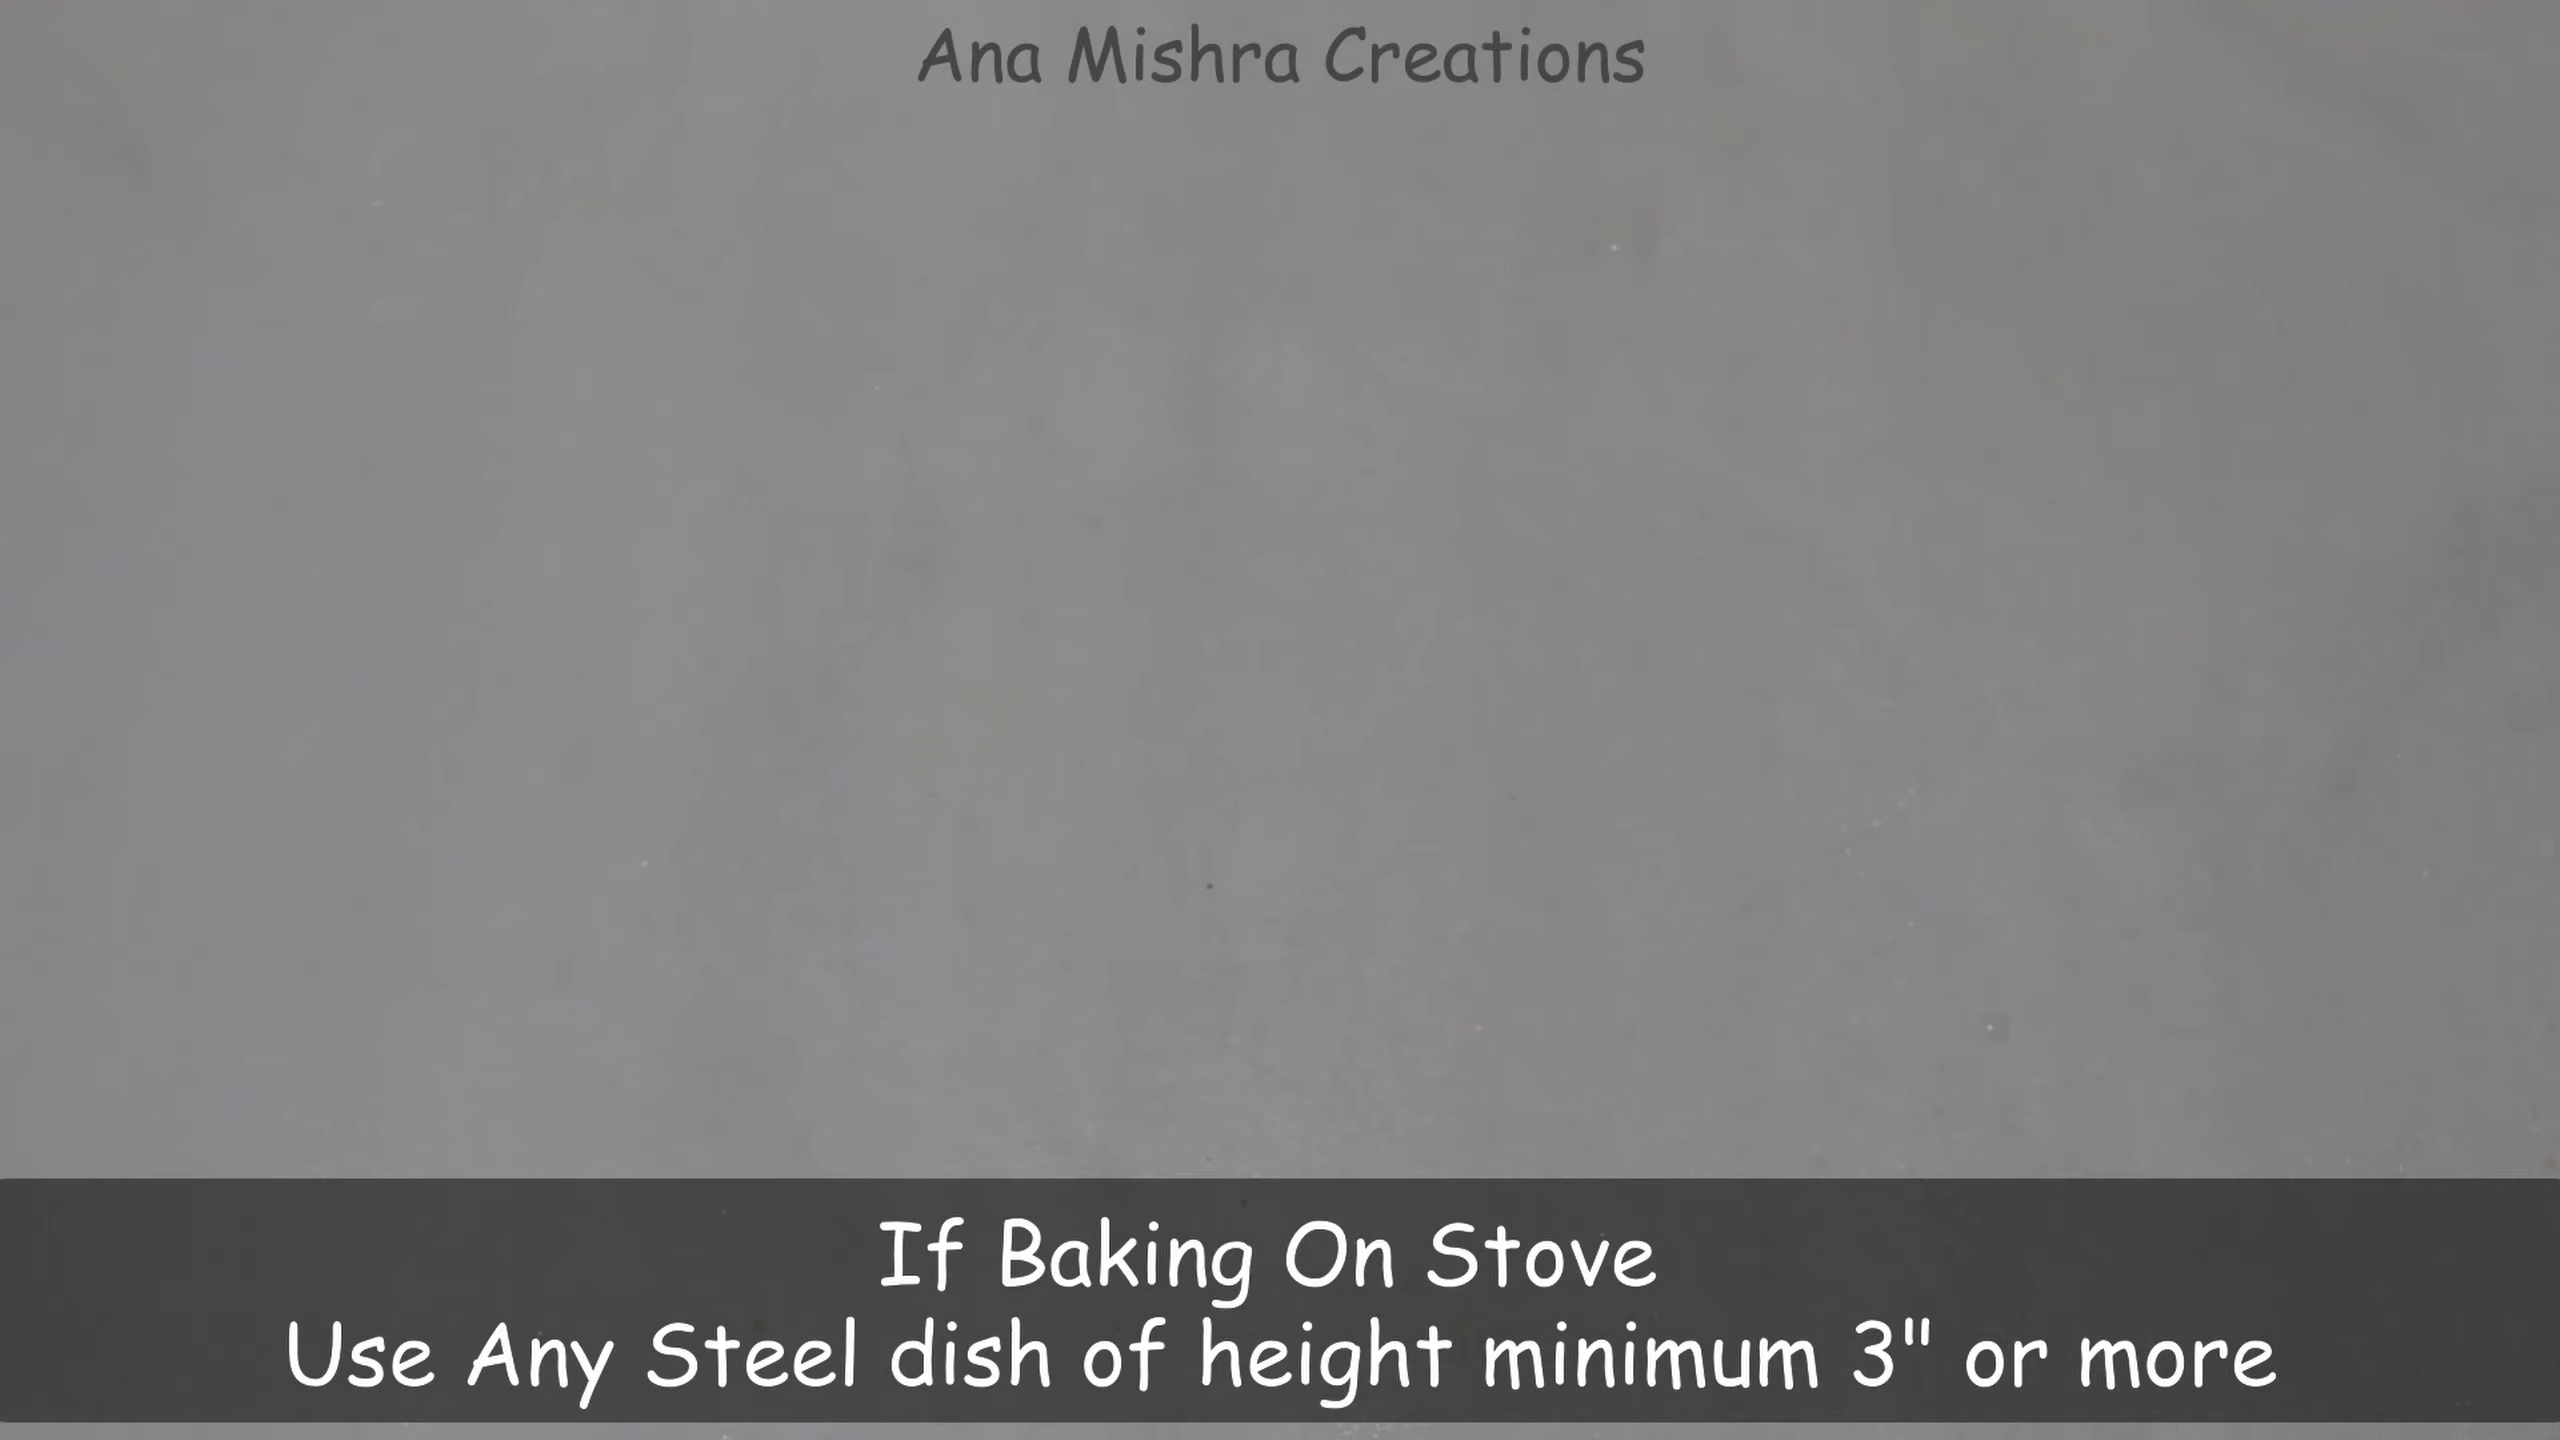 Ana Mishra Creations
If Baking On Stove
Use Any Steel dish of height minimum 3" or more